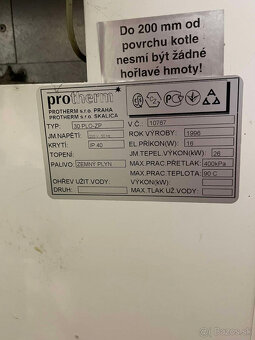 Do 200 mm od
povrchu kotle
nesmí být žádné
hořlavé hmoty!
protherm
PROTHERM s.r.o. PRAHA
PROTHERM s.r.o. SKALICA
TYP: 30 PLO-ZP
JM. NAPĚTÍ:
KRYTÍ: IP 40
TOPENÍ:
PALIVO: ZEMNÝ PLYN
OHŘEV UŽIT. VODY:
DRUH:
V.Č. 10767
ROK VÝROBY: 1996
EL.PŘÍKON(W) 16
JM.TEPEL.VÝKON(kW) 26
MAX.PRAC.PŘETLAK: 400kPa
MAX.PRAC.TEPLOTA: 90 C
VÝKON(kW):
MAX.TLAK UŽ.VODY:
bazar.sk